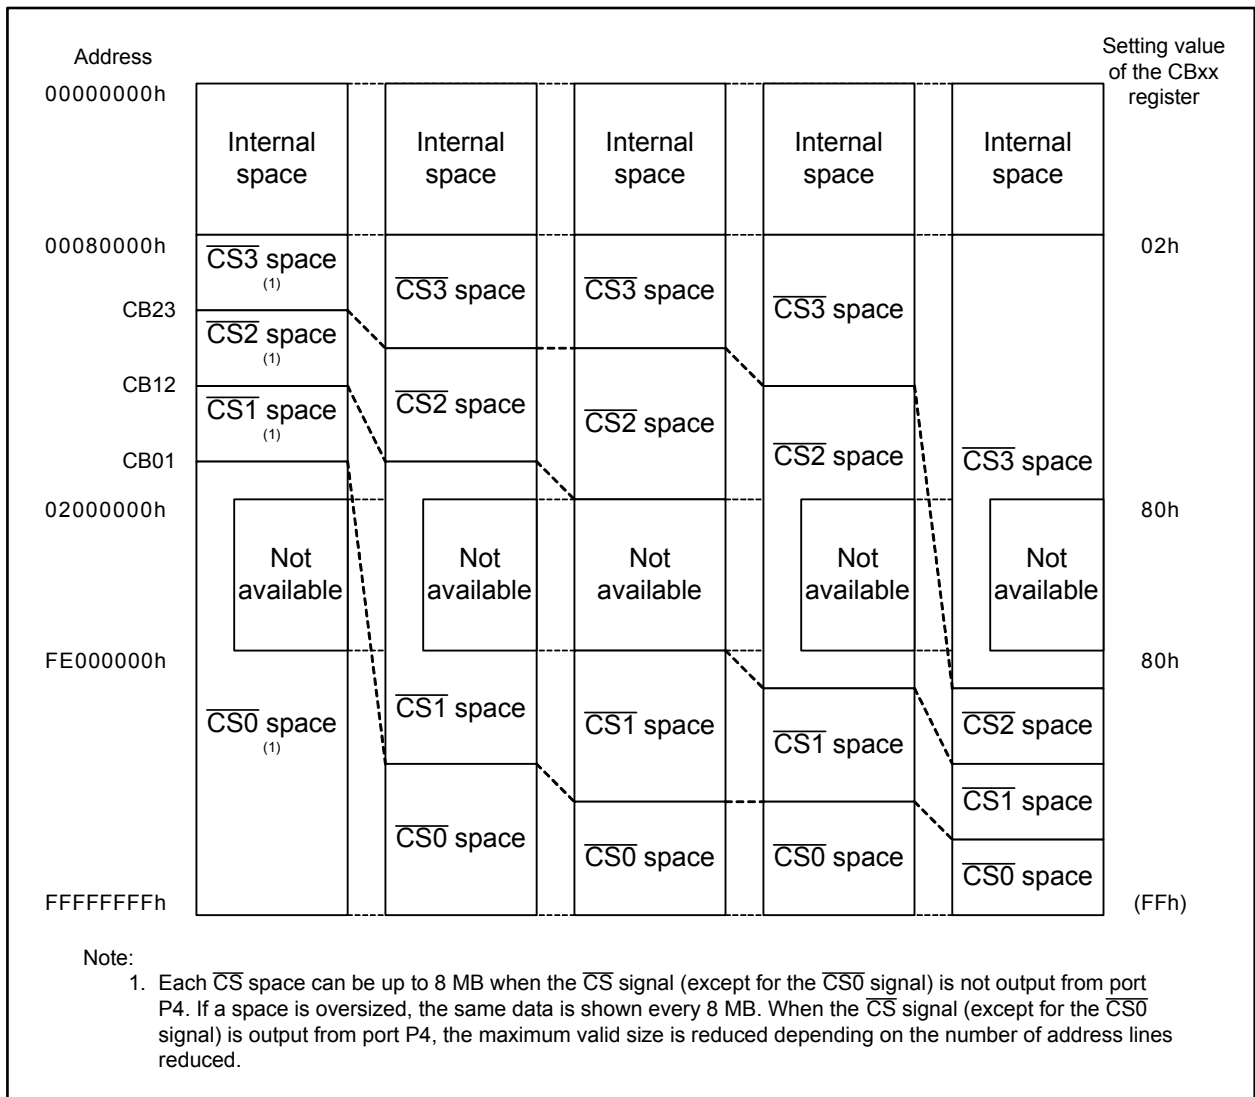 Address
Setting value
of the CBxx
register
00000000h
Internal
space
Internal
space
Internal
space
Internal
space
Internal
space
00080000h
02h
CS3 space
(1)
CS3 space
CS3 space
CS3 space
CB23
CS2 space
(1)
CB12
CS2 space
CS2 space
CS1 space
(1)
CS2 space
CS3 space
CB01
02000000h
80h
Not
available
Not
available
Not
available
Not
available
Not
available
FE000000h
80h
CS0 space
(1)
CS1 space
CS1 space
CS1 space
CS2 space
CS1 space
CS0 space
CS0 space
CS0 space
CS0 space
FFFFFFFFh
(FFh)
Note:
1. Each CS space can be up to 8 MB when the CS signal (except for the CS0 signal) is not output from port
P4. If a space is oversized, the same data is shown every 8 MB. When the CS signal (except for the CS0
signal) is output from port P4, the maximum valid size is reduced depending on the number of address lines
reduced.